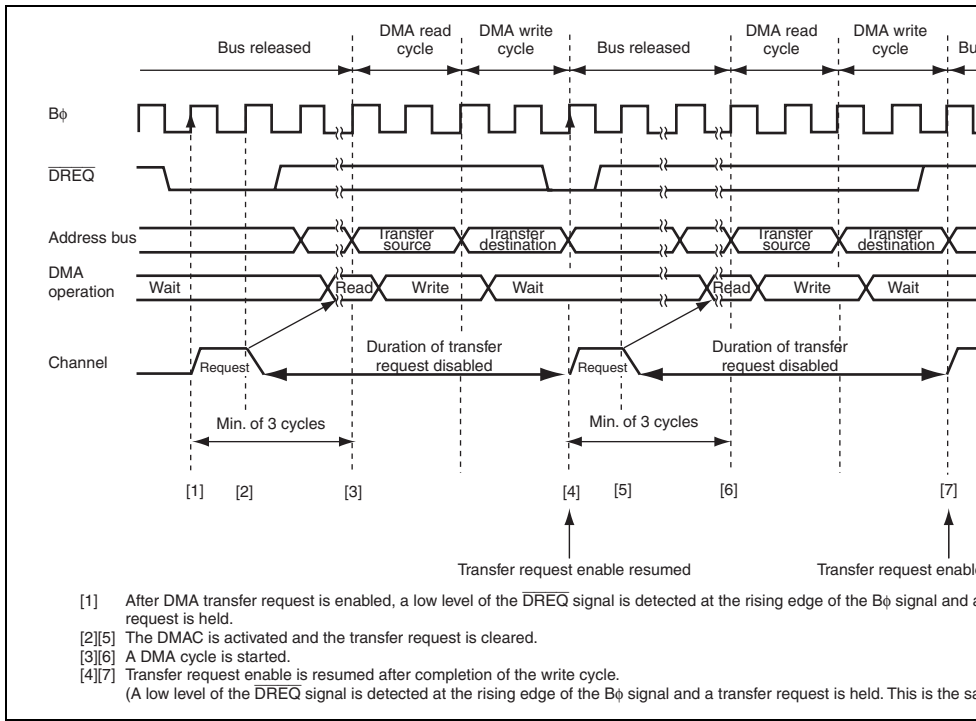 DMA read cycle DMA write cycle DMA read cycle DMA write cycle
Bus released Bus released
Bφ
DREQ
Address bus Transfer source Transfer destination Transfer source Transfer destination
DMA operation Wait Read Write Wait Read Write Wait
Channel Request Duration of transfer request disabled Request Duration of transfer request disabled
Min. of 3 cycles Min. of 3 cycles
[1] [2] [3] [4] [5] [6] [7]
Transfer request enable resumed Transfer request
[1] After DMA transfer request is enabled, a low level of the DREQ signal is detected at the rising edge of the Bφ signal and
request is held.
[2][5] The DMAC is activated and the transfer request is cleared.
[3][6] A DMA cycle is started.
[4][7] Transfer request enable is resumed after completion of the write cycle.
(A low level of the DREQ signal is detected at the rising edge of the Bφ signal and a transfer request is held. This is the